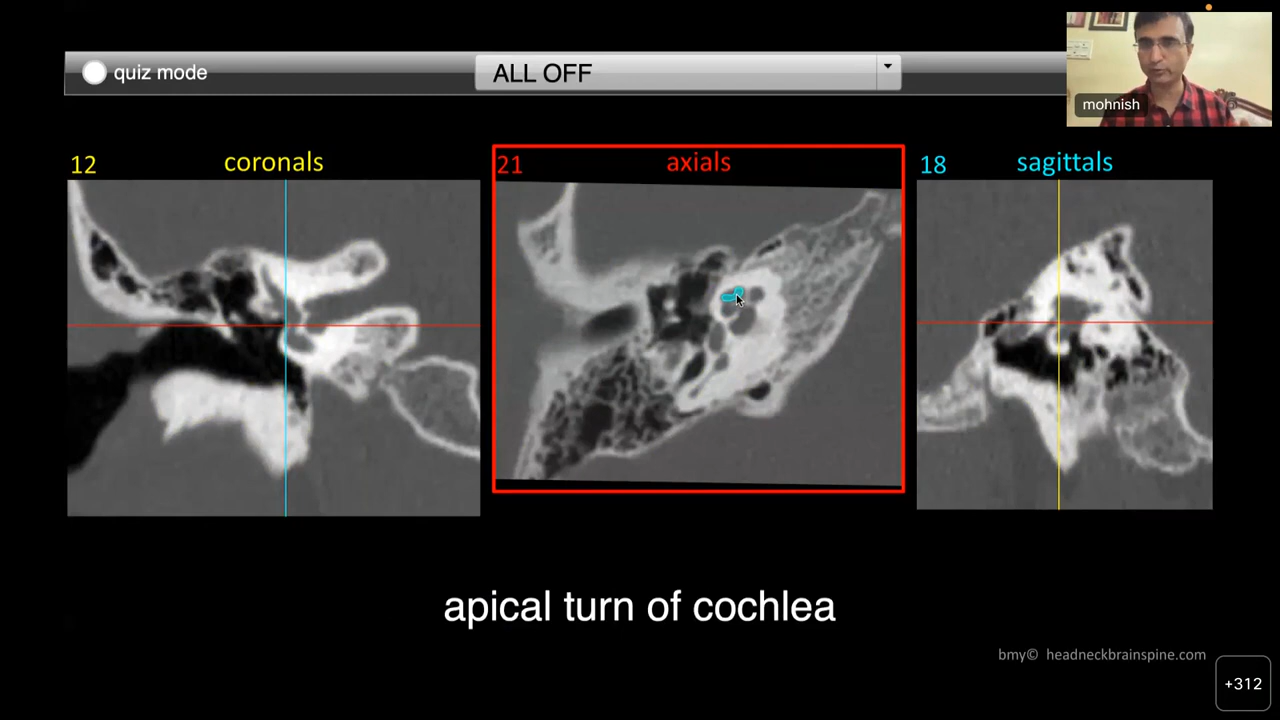 quiz mode
ALL OFF
mohnish
12 coronals
21 axials
18 sagittals
apical turn of cochlea
bmy© headneckbrainspine.com
+312